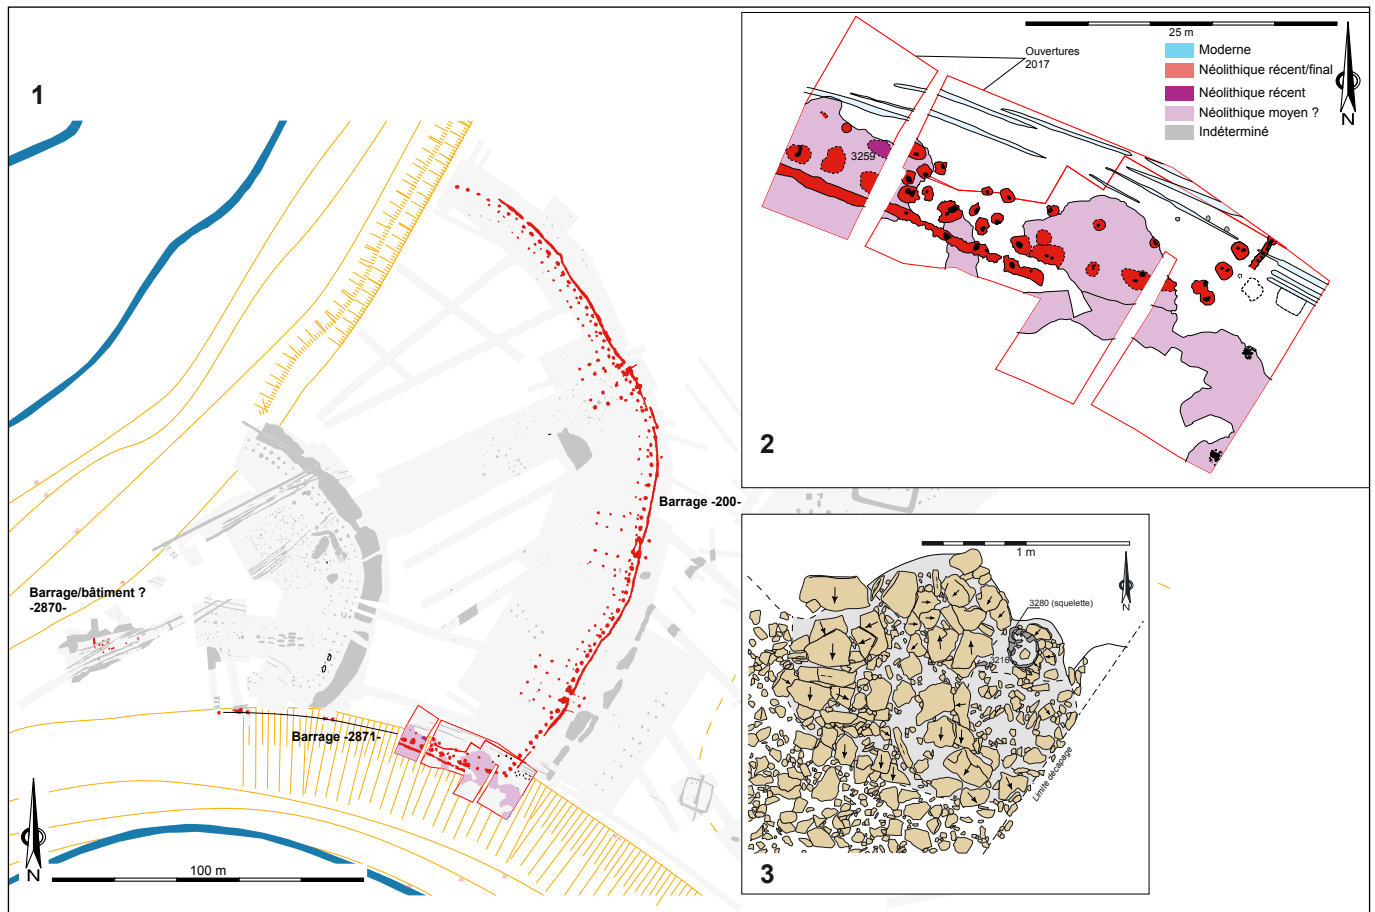 1
Barrage -200-
Barrage/bâtiment ?
-2870-
Barrage -2871-
N
100 m
25 m
Ouvertures
2017
Moderne
Néolithique récent/final
Néolithique récent
Néolithique moyen ?
Indéterminé
N
3259
2
1 m
N
3280 (squelette)
3216
Limite décapage
3